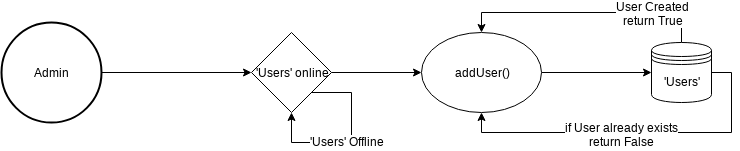 User Created
return True
Admin
'Users' online
addUser()
'Users'
'Users' Offline
if User already exists
return False